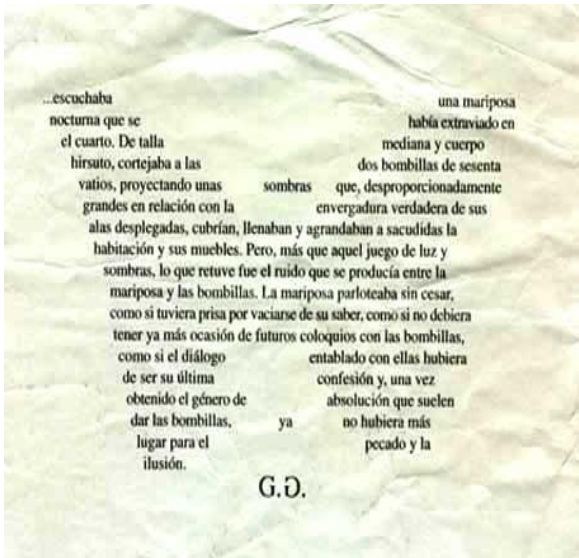 ...escuchaba una mariposa
nocturna que se había extraviado en
el cuarto. De talla mediana y cuerpo
hirsuto, cortejaba a las dos bombillas de sesenta
vatios, proyectando unas sombras que, desproporcionadamente
grandes en relación con la envergadura verdadera de sus
alas desplegadas, cubrían, llenaban y agrandaban a sacudidas la
habitación y sus muebles. Pero, más que aquel juego de luz y
sombras, lo que retuve fue el ruido que se producía entre la
mariposa y las bombillas. La mariposa parloteaba sin cesar,
como si tuviera prisa por vaciarse de su saber, como si no debiera
tener ya más ocasión de futuros coloquios con las bombillas,
como si el diálogo entablado con ellas hubiera
de ser su última confesión y, una vez
obtenido el género de absolución que suelen
dar las bombillas, ya no hubiera más
lugar para el pecado y la
ilusión.
G.G.